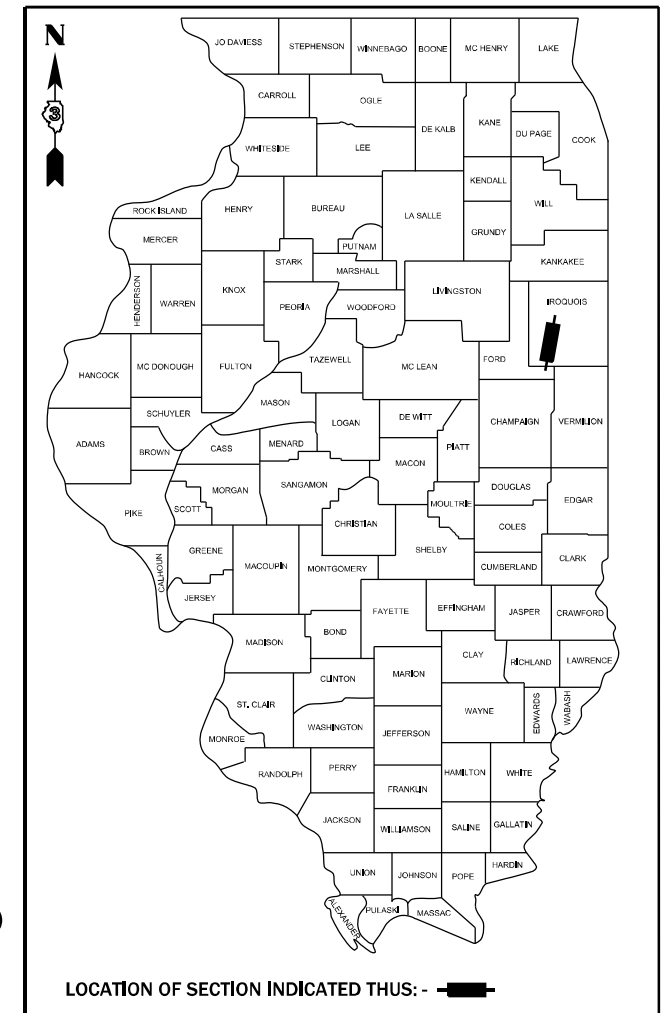 N
3
JO DAVIESS STEPHENSON WINNEBAGO BOONE MC HENRY LAKE
CARROLL OGLE DE KALB KANE DU PAGE COOK
WHITESIDE LEE
KENDALL
WILL
ROCK ISLAND HENRY BUREAU LA SALLE
MERCER PUTNAM GRUNDY
STARK MARSHALL KANKAKEE
HENDERSON WARREN KNOX PEORIA WOODFORD LIVINGSTON IROQUOIS
HANCOCK MC DONOUGH FULTON TAZEWELL MC LEAN FORD
MASON
SCHUYLER LOGAN DE WITT CHAMPAIGN VERMILION
ADAMS BROWN CASS MENARD PIATT
MACON
MORGAN SANGAMON DOUGLAS
PIKE SCOTT MOULTRIE EDGAR
CHRISTIAN COLES
GREENE SHELBY
CALHOUN MACOUPIN MONTGOMERY CUMBERLAND CLARK
JERSEY
FAYETTE EFFINGHAM JASPER CRAWFORD
MADISON BOND
CLAY RICHLAND LAWRENCE
CLINTON MARION
ST. CLAIR WAYNE EDWARDS WABASH
WASHINGTON JEFFERSON
MONROE
RANDOLPH PERRY HAMILTON WHITE
FRANKLIN
JACKSON WILLIAMSON SALINE GALLATIN
UNION JOHNSON POPE HARDIN
ALEXANDER PULASKI MASSAC
LOCATION OF SECTION INDICATED THUS: -